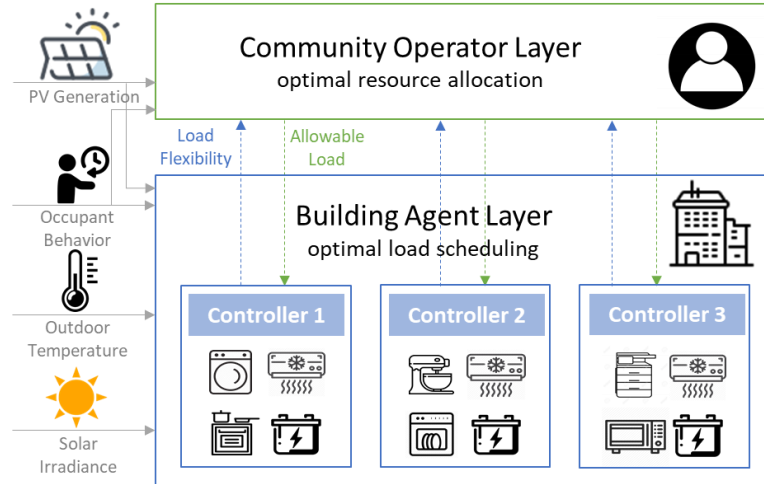 Community Operator Layer
optimal resource allocation
PV Generation
Load
Flexibility
Allowable
Load
Occupant
Behavior
Building Agent Layer
optimal load scheduling
Outdoor
Temperature
Controller 1
Controller 2
Controller 3
Solar
Irradiance